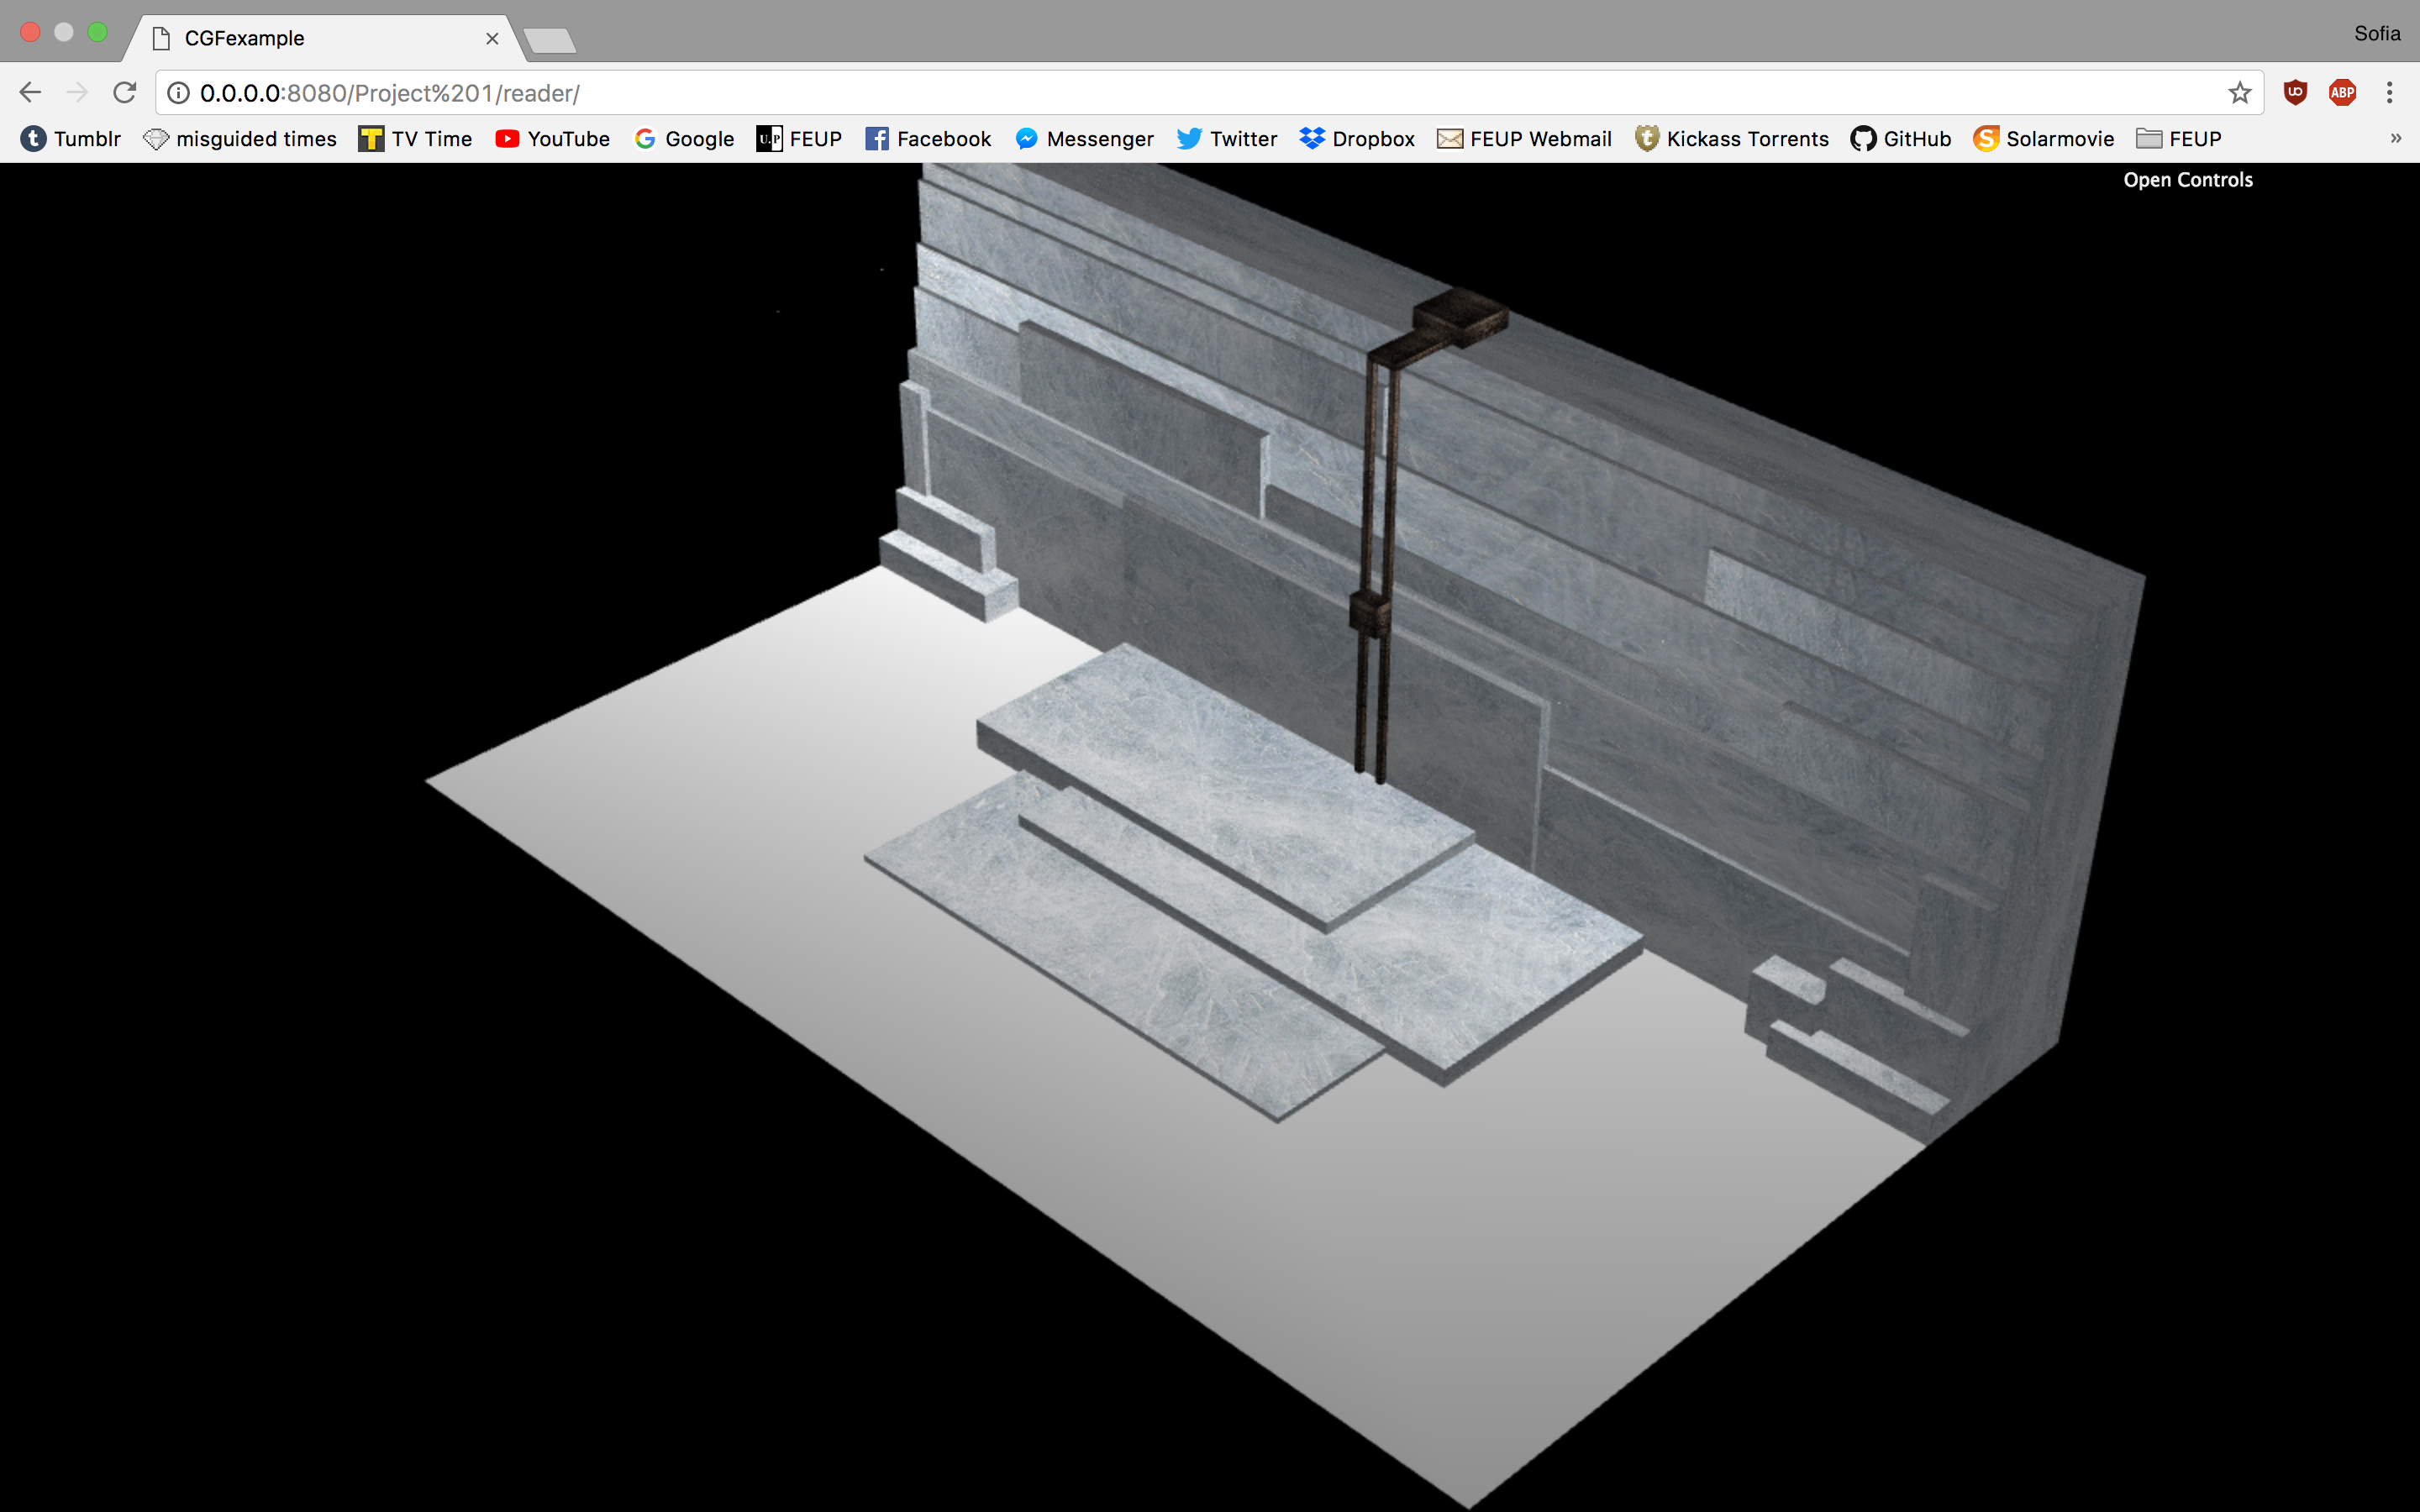 CGFexample
Sofia
0.0.0.0:8080/Project%201/reader/
ABP
Tumblr misguided times TV Time YouTube Google U.P FEUP Facebook Messenger Twitter Dropbox FEUP Webmail Kickass Torrents GitHub Solarmovie FEUP »
Open Controls